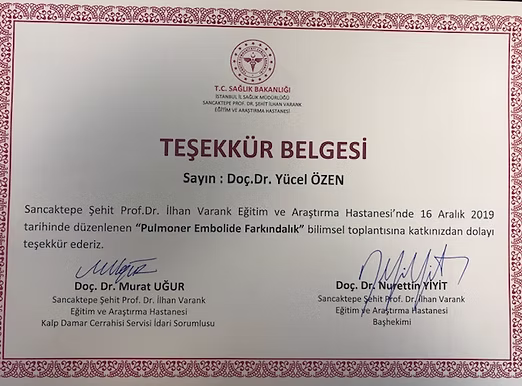 T.C. SAĞLIK BAKANLIĞI
İSTANBUL İL SAĞLIK MÜDÜRLÜĞÜ
SANCAKTEPE PROF. DR. ŞEHİT İLHAN VARANK
EĞİTİM VE ARAŞTIRMA HASTANESİ
TEŞEKKÜR BELGESİ
Sayın : Doç.Dr. Yücel ÖZEN
Sancaktepe Şehit Prof.Dr. İlhan Varank Eğitim ve Araştırma Hastanesi’nde 16 Aralık 2019
tarihinde düzenlenen “Pulmoner Embolide Farkındalık” bilimsel toplantısına katkınızdan dolayı
teşekkür ederiz.
Doç. Dr. Murat UĞUR
Sancaktepe Şehit Prof. Dr. İlhan Varank
Eğitim ve Araştırma Hastanesi
Kalp Damar Cerrahisi Servisi İdari Sorumlusu
Doç. Dr. Nurettin YİYİT
Sancaktepe Şehit Prof. Dr. İlhan Varank
Eğitim ve Araştırma Hastanesi
Başhekimi